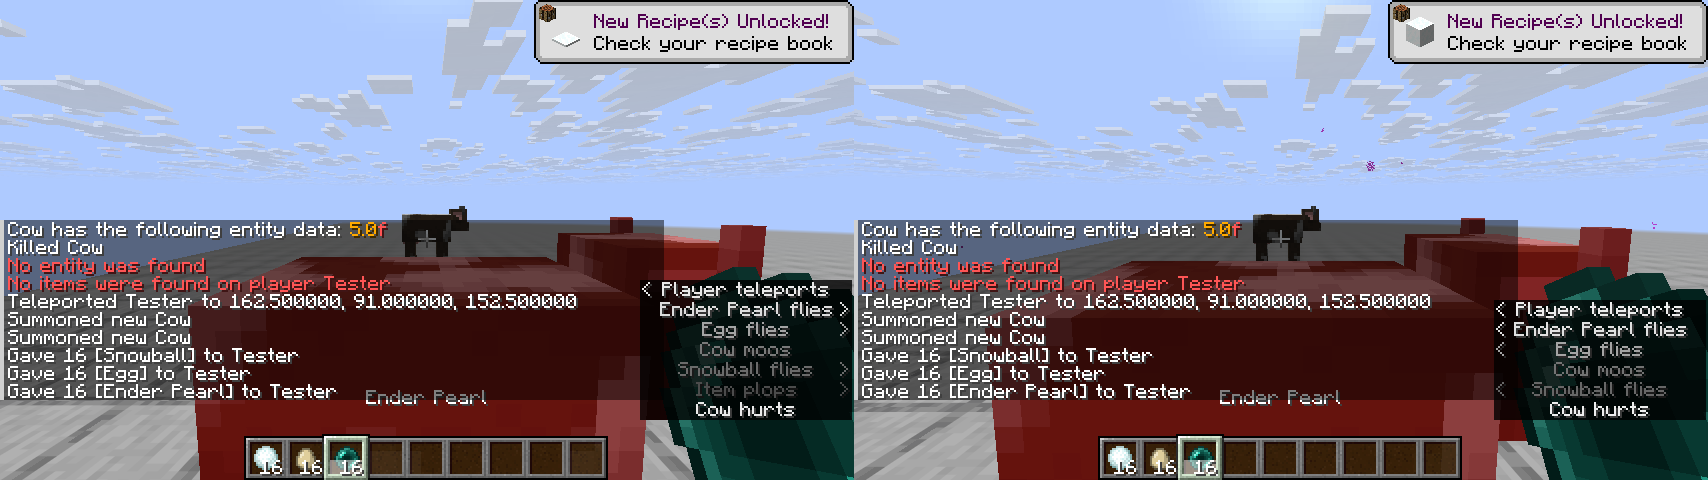 New Recipe(s) Unlocked!
Check your recipe book
Cow has the following entity data: 5.0f
Killed Cow
No entity was found
No items were found on player Tester
Teleported Tester to 162.500000, 91.000000, 152.500000
Summoned new Cow
Summoned new Cow
Gave 16 [Snowball] to Tester
Gave 16 [Egg] to Tester
Gave 16 [Ender Pearl] to Tester
Ender Pearl
< Player teleports
Ender Pearl flies >
Egg flies >
Cow moos
Snowball flies >
Item plops >
Cow hurts
16 16 16
New Recipe(s) Unlocked!
Check your recipe book
Cow has the following entity data: 5.0f
Killed Cow
No entity was found
No items were found on player Tester
Teleported Tester to 162.500000, 91.000000, 152.500000
Summoned new Cow
Summoned new Cow
Gave 16 [Snowball] to Tester
Gave 16 [Egg] to Tester
Gave 16 [Ender Pearl] to Tester
Ender Pearl
< Player teleports
< Ender Pearl flies
< Egg flies
Cow moos
< Snowball flies
Cow hurts
16 16 16